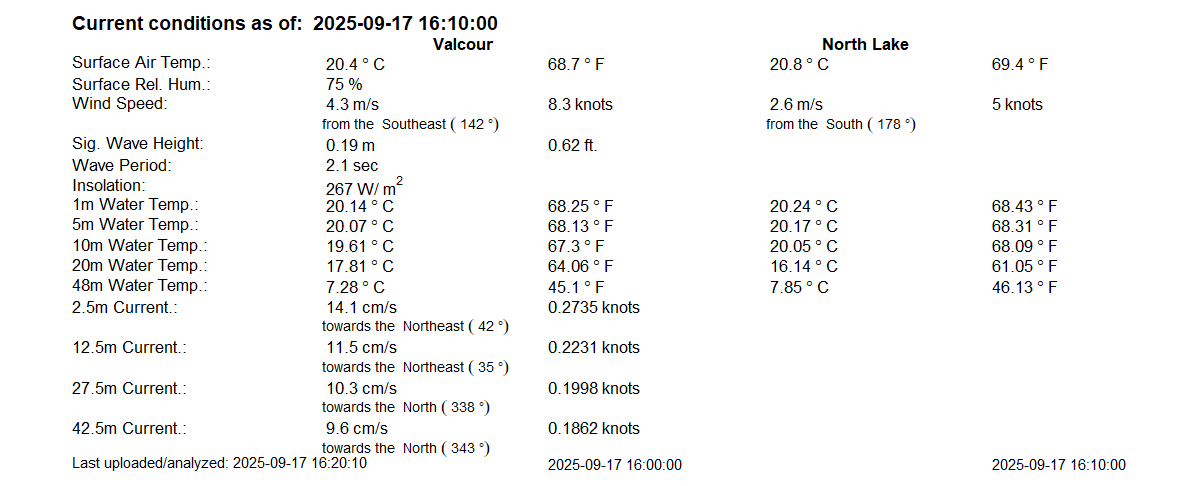 Current conditions as of: 2025-09-17 16:10:00
Valcour North Lake
Surface Air Temp.: 20.4 ° C 68.7 ° F 20.8 ° C 69.4 ° F
Surface Rel. Hum.: 75 %
Wind Speed: 4.3 m/s 8.3 knots 2.6 m/s 5 knots
from the Southeast ( 142 °) from the South ( 178 °)
Sig. Wave Height: 0.19 m 0.62 ft.
Wave Period: 2.1 sec
Insolation: 267 W/ m²
1m Water Temp.: 20.14 ° C 68.25 ° F 20.24 ° C 68.43 ° F
5m Water Temp.: 20.07 ° C 68.13 ° F 20.17 ° C 68.31 ° F
10m Water Temp.: 19.61 ° C 67.3 ° F 20.05 ° C 68.09 ° F
20m Water Temp.: 17.81 ° C 64.06 ° F 16.14 ° C 61.05 ° F
48m Water Temp.: 7.28 ° C 45.1 ° F 7.85 ° C 46.13 ° F
2.5m Current.: 14.1 cm/s 0.2735 knots
towards the Northeast ( 42 °)
12.5m Current.: 11.5 cm/s 0.2231 knots
towards the Northeast ( 35 °)
27.5m Current.: 10.3 cm/s 0.1998 knots
towards the North ( 338 °)
42.5m Current.: 9.6 cm/s 0.1862 knots
towards the North ( 343 °)
Last uploaded/analyzed: 2025-09-17 16:20:10 2025-09-17 16:00:00 2025-09-17 16:10:00